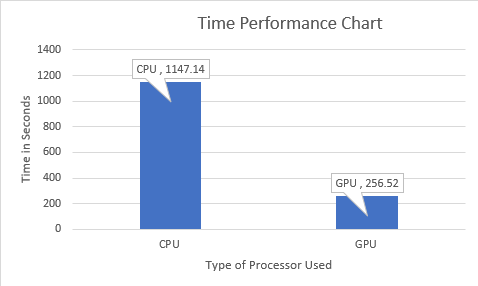 Time Performance Chart
1400
1200
1000
800
600
400
200
0
Time in Seconds
CPU , 1147.14
GPU , 256.52
CPU
GPU
Type of Processor Used